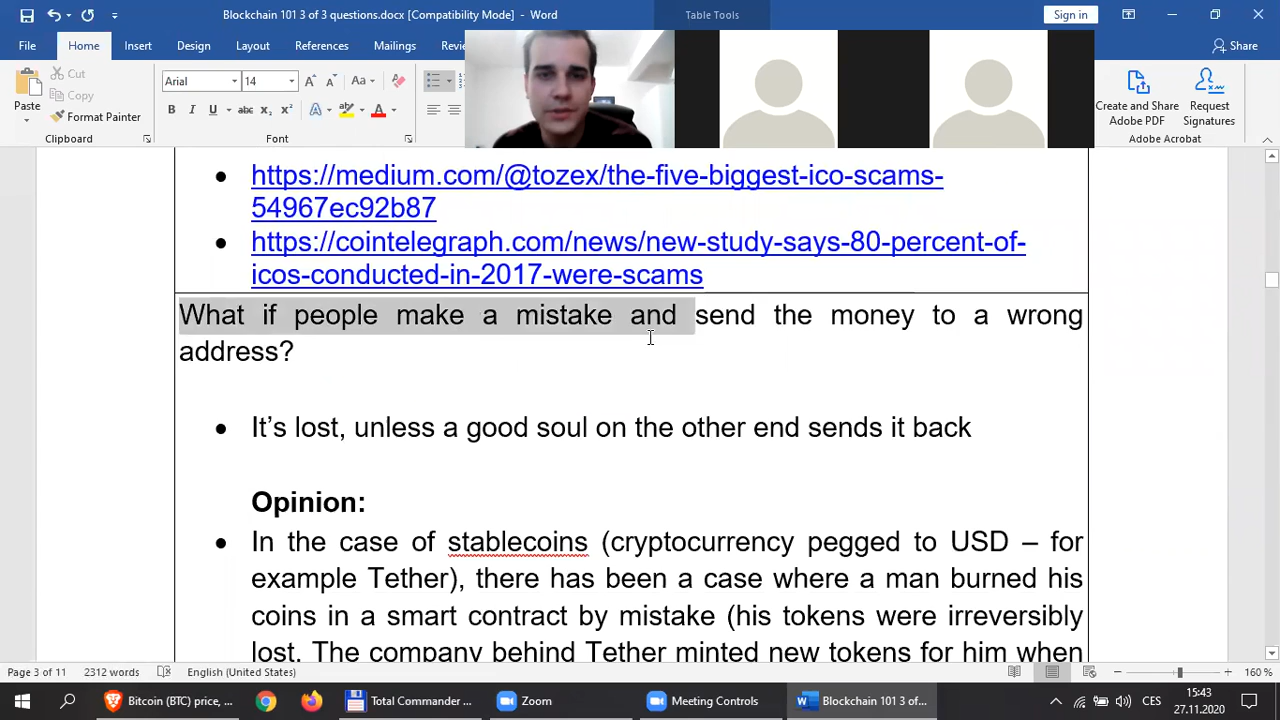 Blockchain 101 3 of 3 questions.docx [Compatibility Mode] - Word
Table Tools
Sign in
File Home Insert Design Layout References Mailings
Share
Paste
Cut
Copy
Format Painter
Clipboard
Arial 14
Aa
B I U abc x₂ x²
A A
Font
Create and Share
Adobe PDF
Request
Signatures
Adobe Acrobat
https://medium.com/@tozex/the-five-biggest-ico-scams-
54967ec92b87
https://cointelegraph.com/news/new-study-says-80-percent-of-
icos-conducted-in-2017-were-scams
What if people make a mistake and send the money to a wrong
address?
It’s lost, unless a good soul on the other end sends it back
Opinion:
In the case of stablecoins (cryptocurrency pegged to USD – for
example Tether), there has been a case where a man burned his
coins in a smart contract by mistake (his tokens were irreversibly
lost. The company behind Tether minted new tokens for him when
Page 3 of 11 2312 words English (United States) 160 %
Bitcoin (BTC) price, ... Total Commander ... Zoom Meeting Controls Blockchain 101 3 of... CES 15:43
27.11.2020